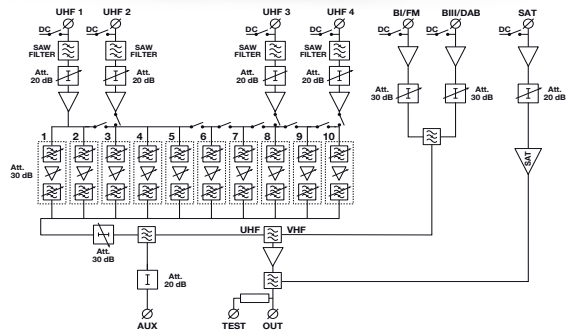 UHF 1 UHF 2 UHF 3 UHF 4 BI/FM BIII/DAB SAT
DC DC DC DC DC DC DC
SAW FILTER SAW FILTER SAW FILTER SAW FILTER
Att. 20 dB Att. 20 dB Att. 20 dB Att. 20 dB Att. 30 dB Att. 30 dB Att. 20 dB
1 2 3 4 5 6 7 8 9 10
Att. 30 dB
SAT
UHF VHF
Att. 30 dB
Att. 20 dB
AUX TEST OUT